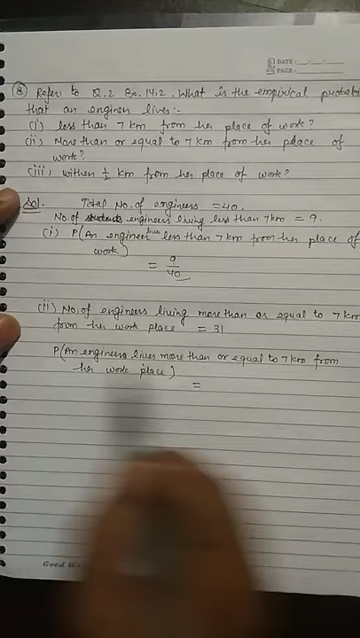 DATE: __/__/__
PAGE:
⑧ Refer to Q.2 Ex. 14.2. What is the empirical probabi
that an engineer lives:-
(i) less than 7 km from her place of work?
(ii) More than or equal to 7 km from her place of
work?
(iii) within 1/2 km from her place of work?
Sol. Total No. of engineers = 40.
No. of engineers living less than 7km = 9.
(i) P(An engineer lives less than 7 km from her place of
work)
= 9/40
(ii) No. of engineers living more than or equal to 7 km
from her work place = 31
P(An engineers lives more than or equal to 7 km from
her work place)
=
Good